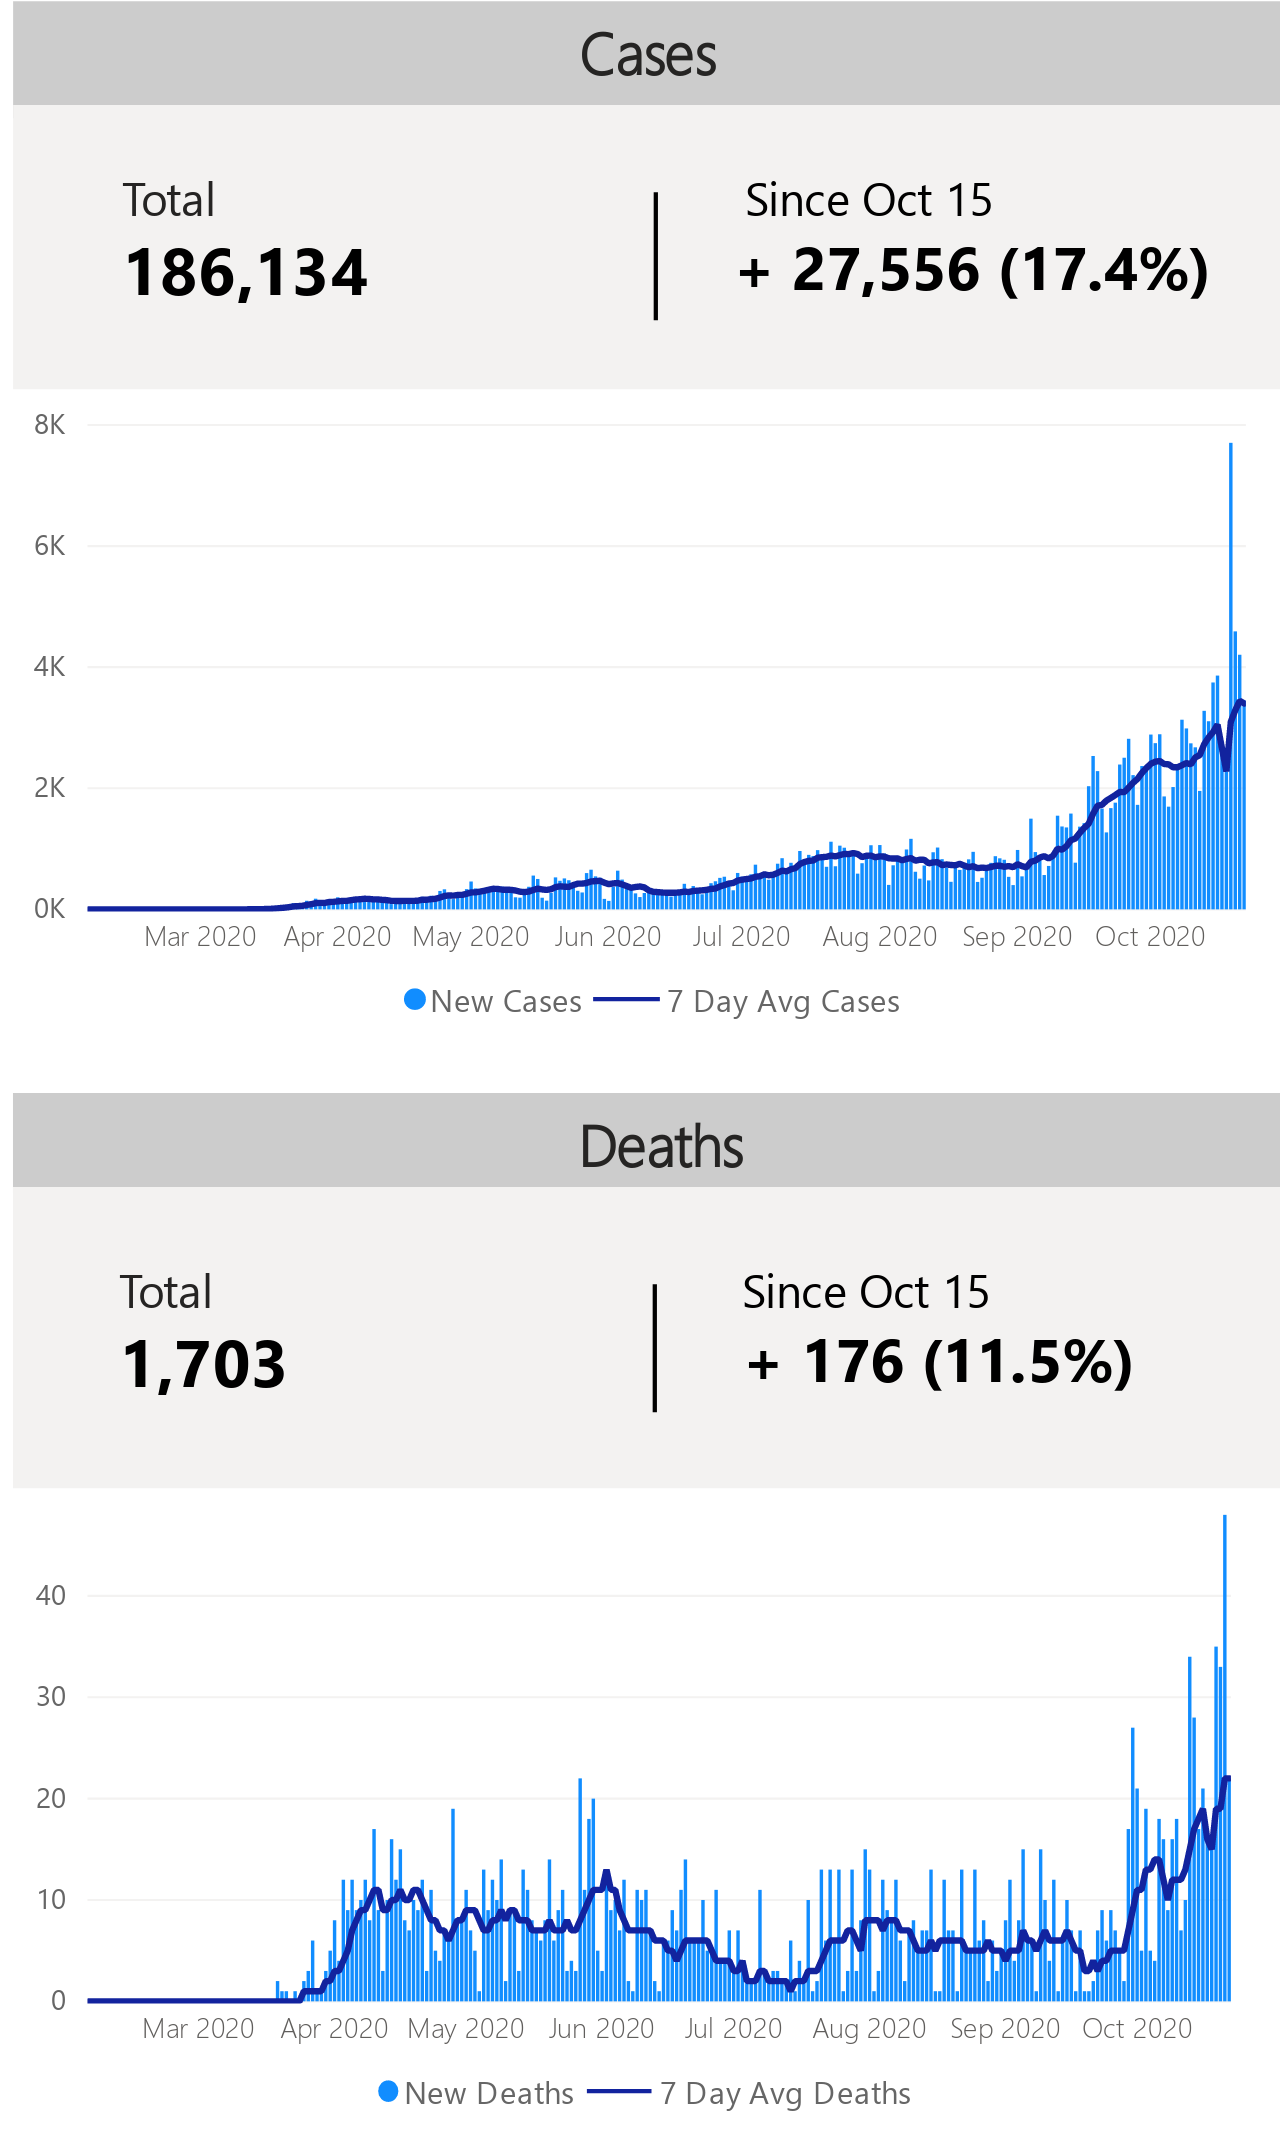 Cases
Total
Since Oct 15
186,134
+ 27,556 (17.4%)
8K
6K
4K
2K
0K
Mar 2020 Apr 2020 May 2020 Jun 2020 Jul 2020 Aug 2020 Sep 2020 Oct 2020
New Cases 7 Day Avg Cases
Deaths
Total
Since Oct 15
1,703
+ 176 (11.5%)
40
30
20
10
0
Mar 2020 Apr 2020 May 2020 Jun 2020 Jul 2020 Aug 2020 Sep 2020 Oct 2020
New Deaths 7 Day Avg Deaths